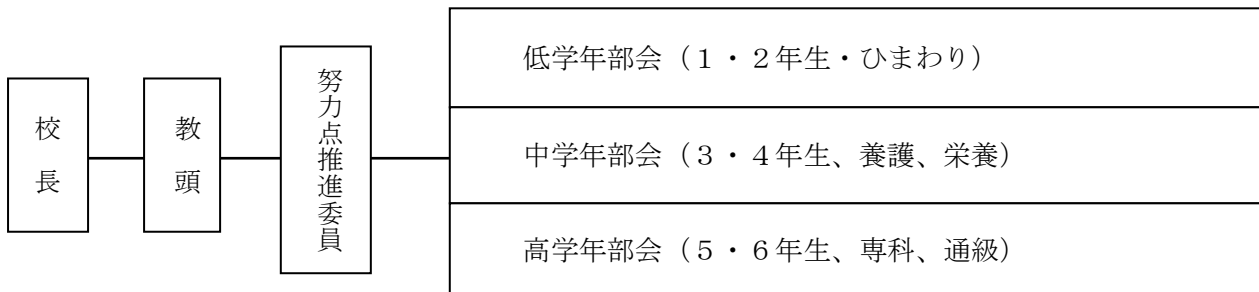 校長
教頭
努力点推進委員
低学年部会（１・２年生・ひまわり）
中学年部会（３・４年生、養護、栄養）
高学年部会（５・６年生、専科、通級）